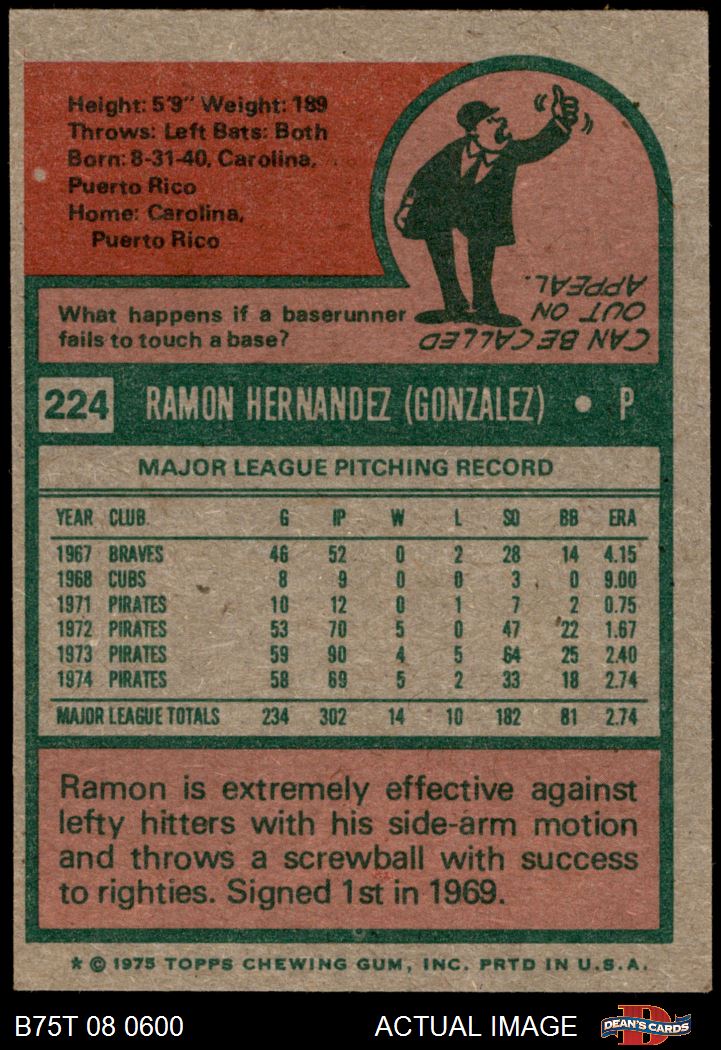 Height: 5'9" Weight: 189
Throws: Left Bats: Both
Born: 8-31-40, Carolina,
Puerto Rico
Home: Carolina,
Puerto Rico
What happens if a baserunner
fails to touch a base?
CAN BE CALLED
OUT ON
APPEAL.
224 RAMON HERNANDEZ (GONZALEZ) • P
MAJOR LEAGUE PITCHING RECORD
YEAR CLUB. G IP W L SO BB ERA
1967 BRAVES 46 52 0 2 28 14 4.15
1968 CUBS 8 9 0 0 3 0 9.00
1971 PIRATES 10 12 0 1 7 2 0.75
1972 PIRATES 53 70 5 0 47 22 1.67
1973 PIRATES 59 90 4 5 64 25 2.40
1974 PIRATES 58 69 5 2 33 18 2.74
MAJOR LEAGUE TOTALS 234 302 14 10 182 81 2.74
Ramon is extremely effective against
lefty hitters with his side-arm motion
and throws a screwball with success
to righties. Signed 1st in 1969.
* © 1975 TOPPS CHEWING GUM, INC. PRTD IN U.S.A.
B75T 08 0600 ACTUAL IMAGE DEAN'S CARDS